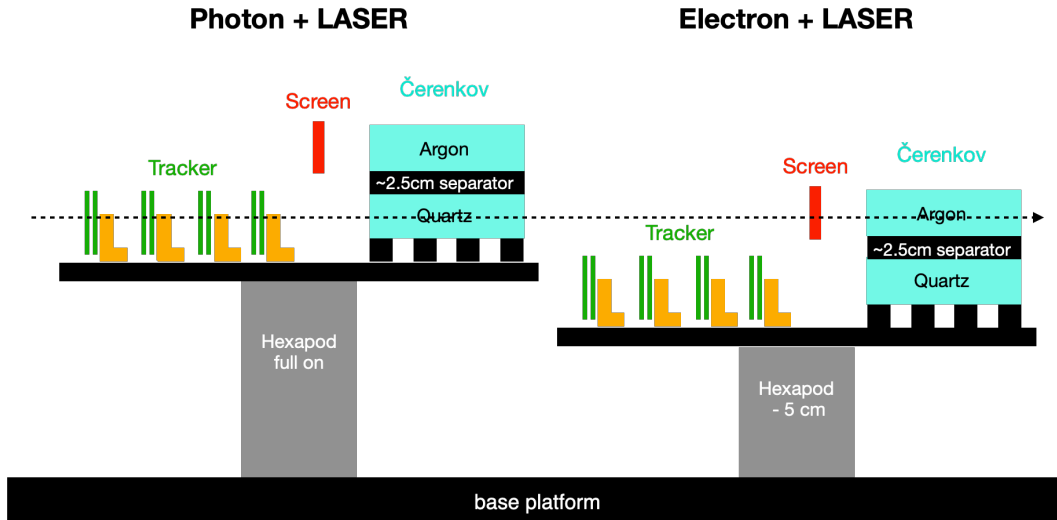 Photon + LASER
Electron + LASER
Screen
Čerenkov
Tracker
Argon
~2.5cm separator
Quartz
Hexapod
full on
Screen
Čerenkov
Tracker
Argon
~2.5cm separator
Quartz
Hexapod
- 5 cm
base platform